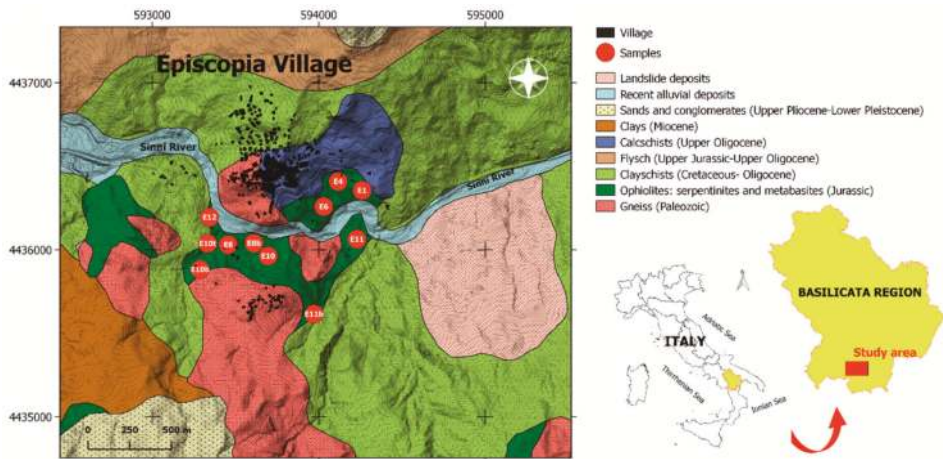 593000
594000
595000
4437000
4436000
4435000
Episcopia Village
Sinni River
Sinni River
E4
E1
E6
E12
E8
E8b
E10
E11
E11b
0 250 500 m
Village
Samples
Landslide deposits
Recent alluvial deposits
Sands and conglomerates (Upper Pliocene-Lower Pleistocene)
Clays (Miocene)
Calcschists (Upper Oligocene)
Flysch (Upper Jurassic-Upper Oligocene)
Clayschists (Cretaceous- Oligocene)
Ophiolites: serpentinites and metabasites (Jurassic)
Gneiss (Paleozoic)
ITALY
Adriatic Sea
Thirrhenian Sea
Ionian Sea
BASILICATA REGION
Study area